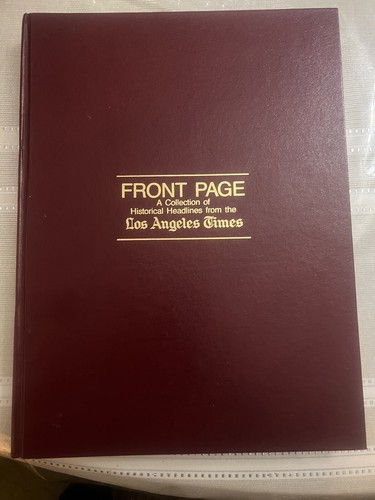 FRONT PAGE
A Collection of
Historical Headlines from the
Los Angeles Times